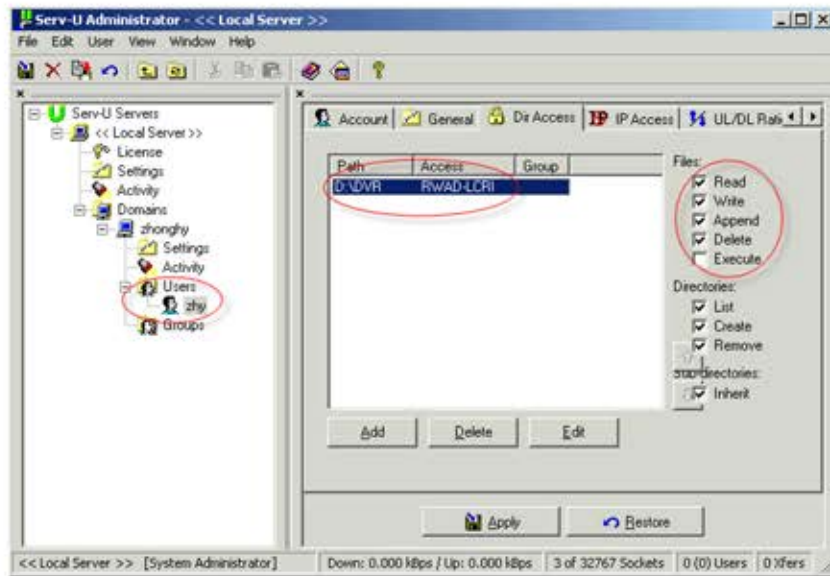 Serv-U Administrator - << Local Server >>
File Edit User View Window Help
Serv-U Servers
<< Local Server >>
License
Settings
Activity
Domains
zhonghy
Settings
Activity
Users
zhy
Groups
Account General Dir Access IP Access UL/DL Rati
Path Access Group
D:\DVR RWAD-LCRI
Files:
Read
Write
Append
Delete
Execute
Directories:
List
Create
Remove
Sub-directories:
Inherit
Add Delete Edit
Apply Restore
<< Local Server >> [System Administrator] Down: 0.000 kBps / Up: 0.000 kBps 3 of 32767 Sockets 0 (0) Users 0 Xfers